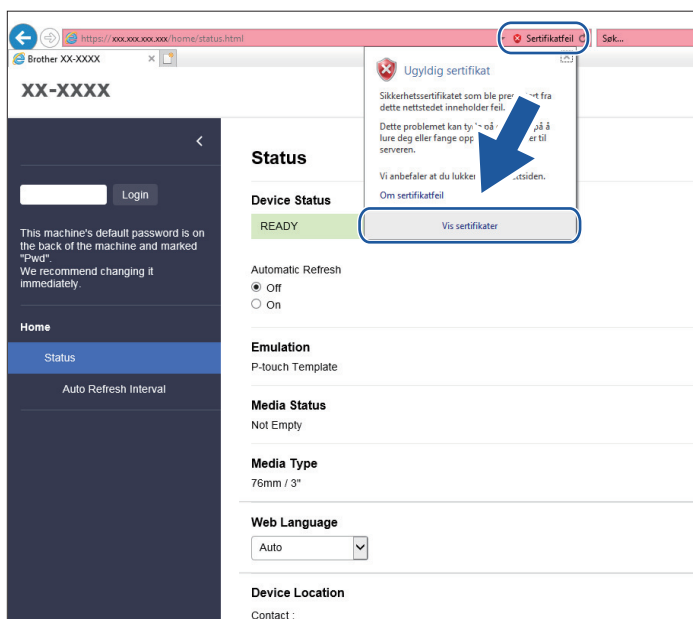 https://xxx.xxx.xxx.xxx/home/status.html
Sertifikatfeil
Søk...
Brother XX-XXXX
XX-XXXX
Ugyldig sertifikat
Sikkerhetssertifikatet som ble fra
dette nettstedet inneholder feil.
Dette problemet kan på på å
lure deg eller fange til
serveren.
Vi anbefaler at du lukker
Om sertifikatfeil
Vis sertifikater
Login
This machine's default password is on
the back of the machine and marked
"Pwd".
We recommend changing it
immediately.
Home
Status
Auto Refresh Interval
Status
Device Status
READY
Automatic Refresh
Off
On
Emulation
P-touch Template
Media Status
Not Empty
Media Type
76mm / 3"
Web Language
Auto
Device Location
Contact :